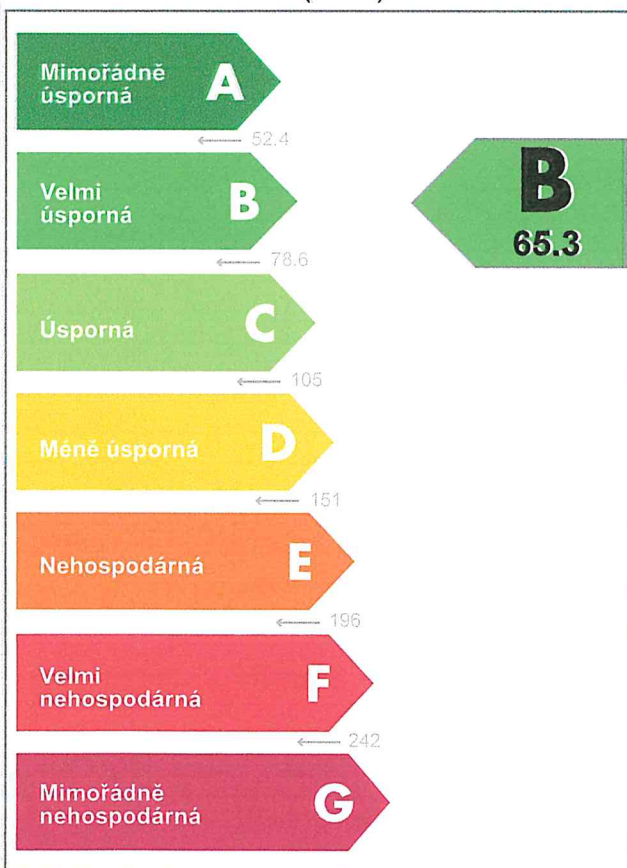 Mimořádně
úsporná
A
52.4
Velmi
úsporná
B
78.6
B
65.3
Úsporná
C
105
Méně úsporná
D
151
Nehospodárná
E
196
Velmi
nehospodárná
F
242
Mimořádně
nehospodárná
G